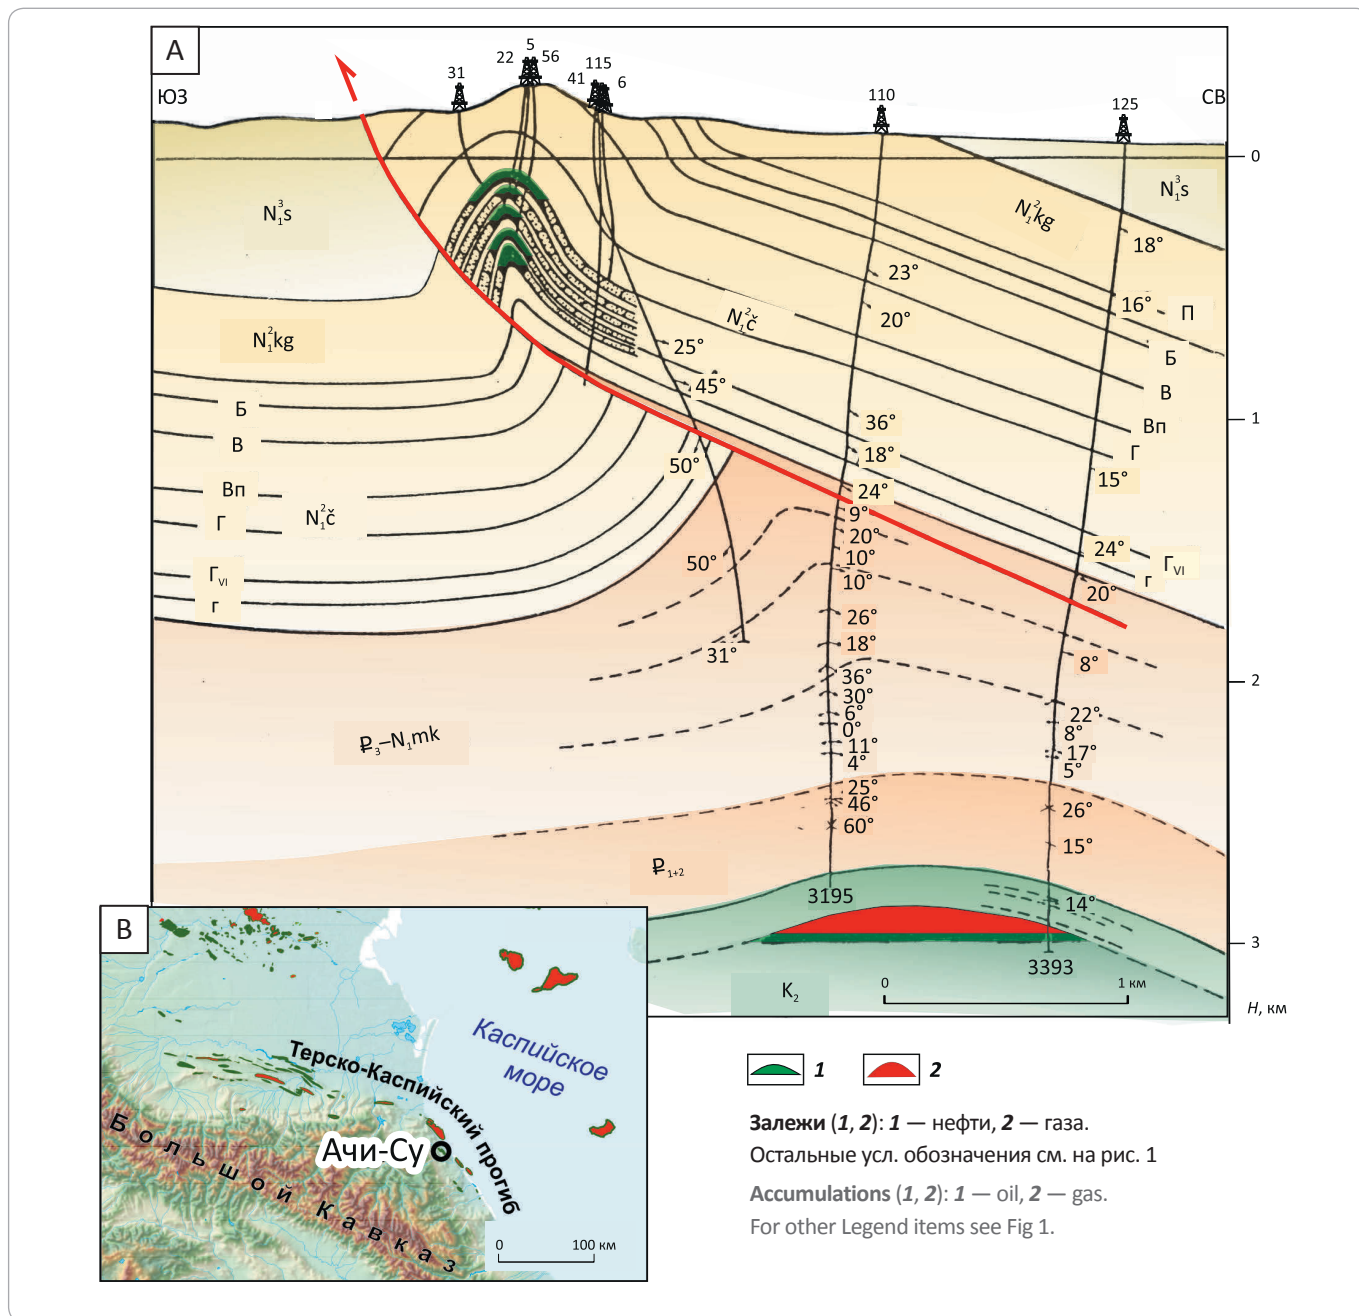 A
ЮЗ
СВ
31
22
5
56
41
115
6
110
125
0
N₁³s
N₁³s
N₁²kg
18°
23°
16°
П
20°
N₁²č
25°
Б
N₁²kg
45°
В
Б
36°
Вп
1
В
18°
Г
50°
15°
Вп
24°
Г
N₁²č
9°
20°
24°
10°
Г_VI
50°
Г_VI
10°
г
20°
г
26°
18°
31°
8°
36°
2
30°
6°
22°
0°
8°
₽₃–N₁mk
11°
17°
4°
5°
25°
46°
26°
60°
15°
₽₁₊₂
3195
14°
3
3393
K₂
0
1 км
H, км
B
Каспийское
море
Терско-Каспийский прогиб
Ачи-Су
Большой Кавказ
0
100 км
1
2
Залежи (1, 2): 1 — нефти, 2 — газа.
Остальные усл. обозначения см. на рис. 1
Accumulations (1, 2): 1 — oil, 2 — gas.
For other Legend items see Fig 1.